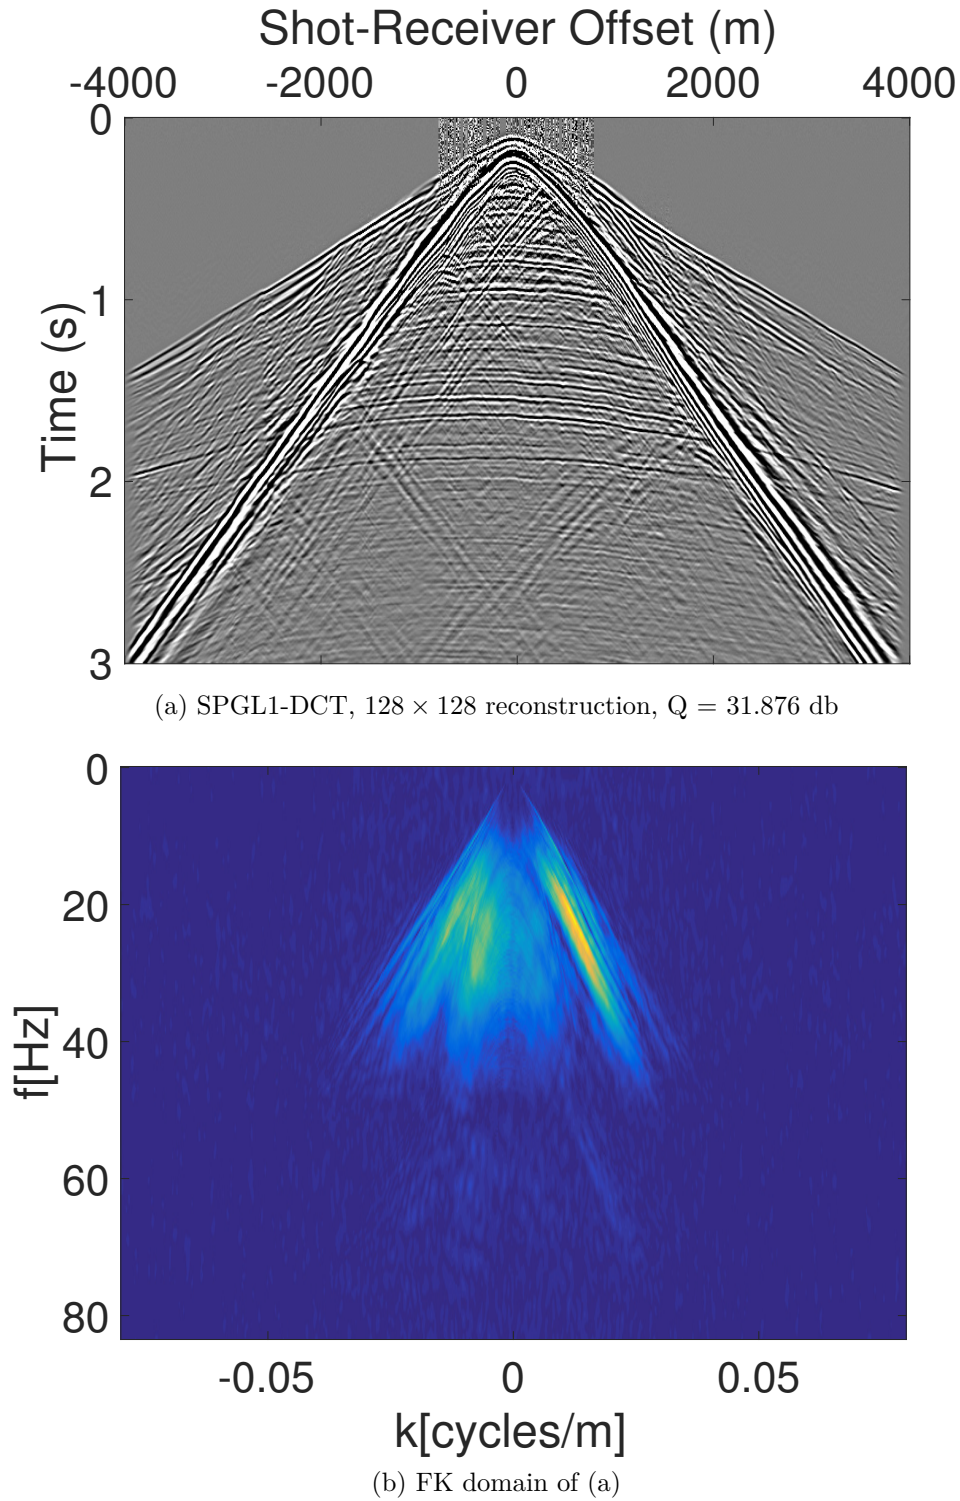 Shot-Receiver Offset (m)
-4000 -2000 0 2000 4000
0
1
Time (s)
2
3
(a) SPGL1-DCT, 128 × 128 reconstruction, Q = 31.876 db
0
20
f[Hz]
40
60
80
-0.05 0 0.05
k[cycles/m]
(b) FK domain of (a)